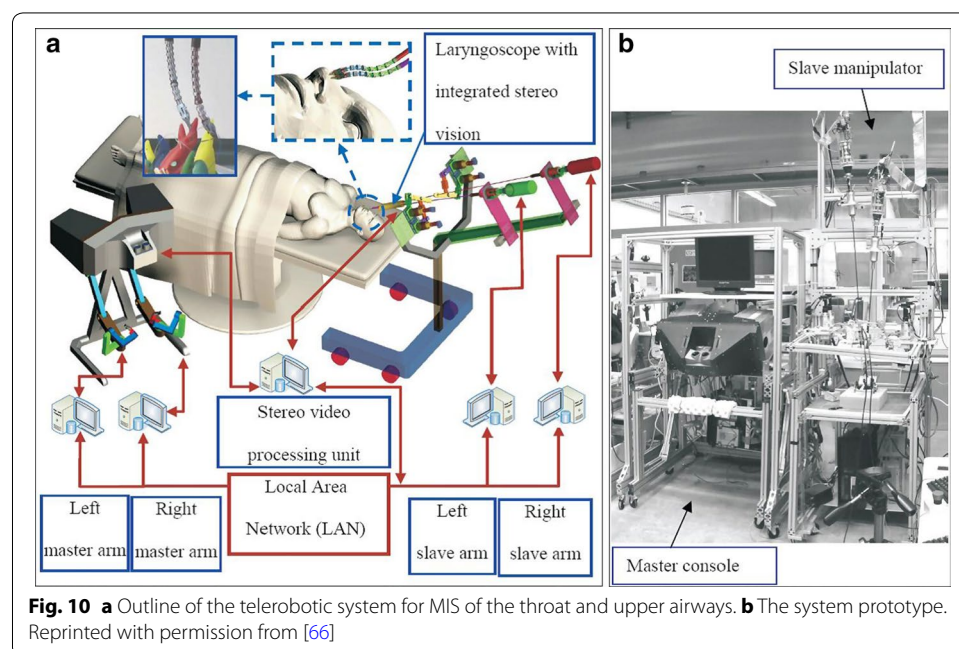 a
Laryngoscope with
integrated stereo
vision
Stereo video
processing unit
Local Area
Network (LAN)
Left
master arm
Right
master arm
Left
slave arm
Right
slave arm
b
Slave manipulator
Master console
Fig. 10 a Outline of the telerobotic system for MIS of the throat and upper airways. b The system prototype.
Reprinted with permission from [66]